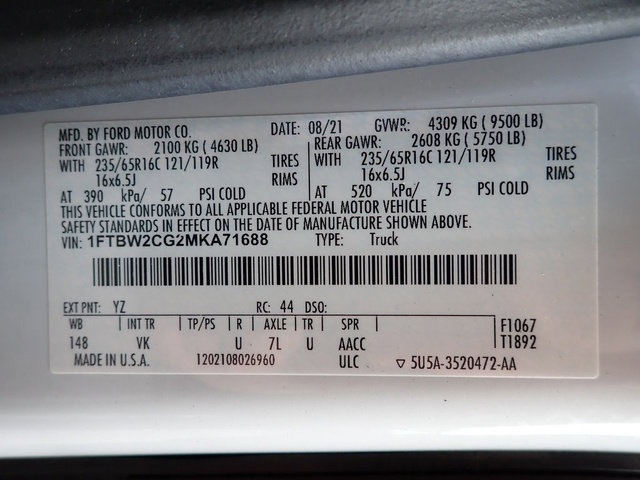 MFD. BY FORD MOTOR CO. DATE: 08/21 GVWR: 4309 KG ( 9500 LB)
FRONT GAWR: 2100 KG ( 4630 LB) REAR GAWR: 2608 KG ( 5750 LB)
WITH 235/65R16C 121/119R TIRES WITH 235/65R16C 121/119R TIRES
16x6.5J RIMS 16x6.5J RIMS
AT 390 kPa/ 57 PSI COLD AT 520 kPa/ 75 PSI COLD
THIS VEHICLE CONFORMS TO ALL APPLICABLE FEDERAL MOTOR VEHICLE
SAFETY STANDARDS IN EFFECT ON THE DATE OF MANUFACTURE SHOWN ABOVE.
VIN: 1FTBW2CG2MKA71688 TYPE: Truck
EXT PNT: YZ RC: 44 DSO:
WB INT TR TP/PS R AXLE TR SPR F1067
148 VK U 7L U AACC T1892
MADE IN U.S.A. 1202108026960 ULC ▽ 5U5A-3520472-AA